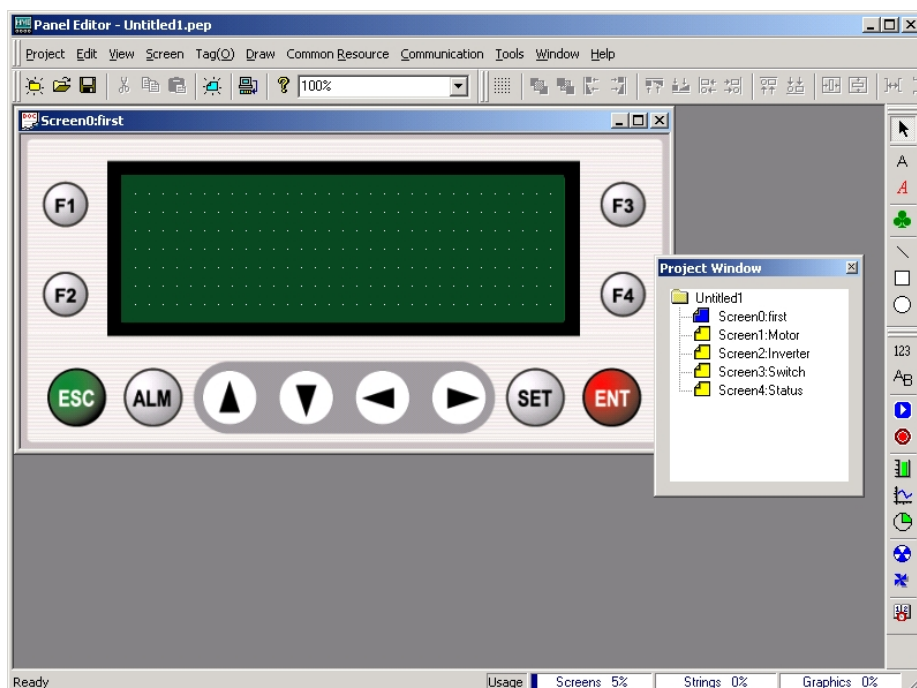 Panel Editor - Untitled1.pep
Project Edit View Screen Tag(O) Draw Common Resource Communication Tools Window Help
? 100%
Screen0:first
A
A
F1
F3
F2
F4
Project Window
Untitled1
Screen0:first
Screen1:Motor
Screen2:Inverter
Screen3:Switch
Screen4:Status
123
AB
ESC ALM SET ENT
Ready
Usage Screens 5% Strings 0% Graphics 0%